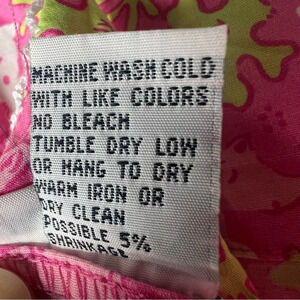 MACHINE WASH COLD
WITH LIKE COLORS
NO BLEACH
TUMBLE DRY LOW
OR HANG TO DRY
WARM IRON OR
DRY CLEAN
POSSIBLE 5%
SHRINKAGE